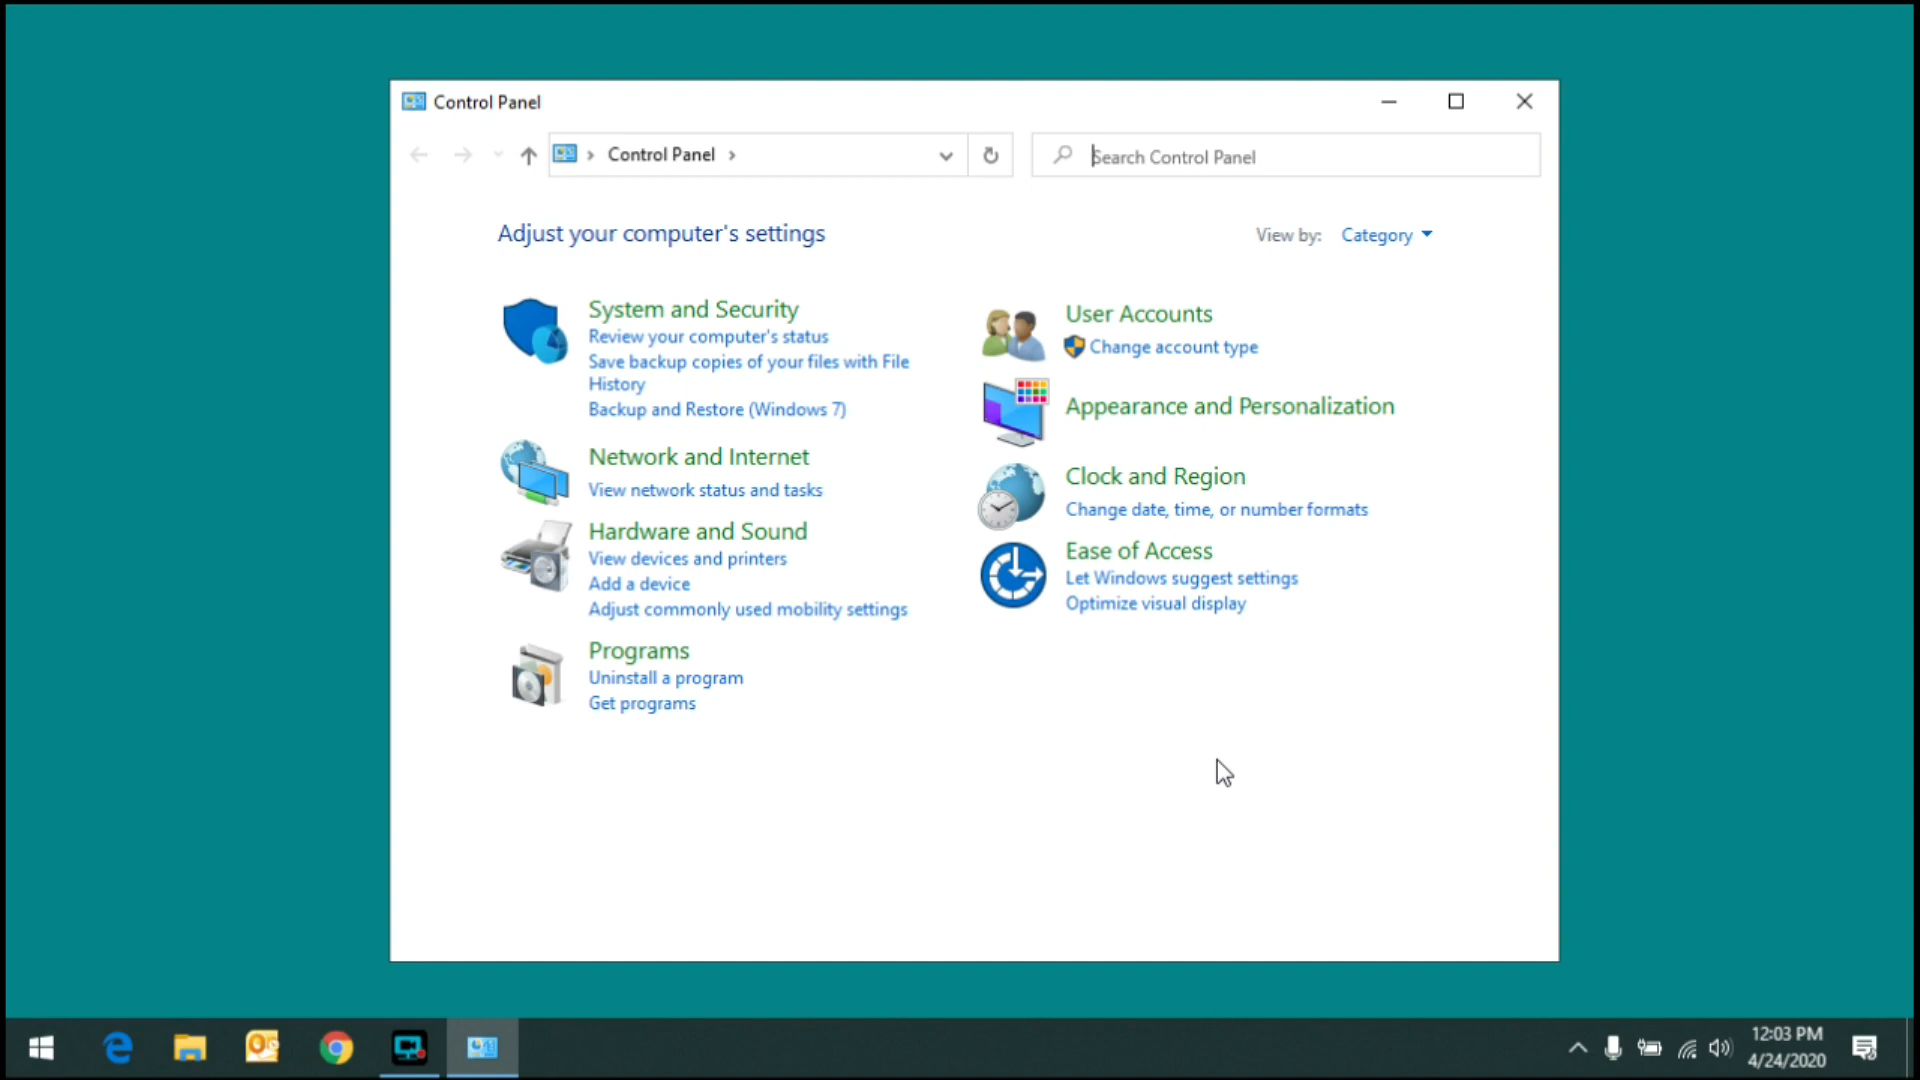 Control Panel
Control Panel
Search Control Panel
Adjust your computer's settings
View by: Category
System and Security
Review your computer's status
Save backup copies of your files with File
History
Backup and Restore (Windows 7)
Network and Internet
View network status and tasks
Hardware and Sound
View devices and printers
Add a device
Adjust commonly used mobility settings
Programs
Uninstall a program
Get programs
User Accounts
Change account type
Appearance and Personalization
Clock and Region
Change date, time, or number formats
Ease of Access
Let Windows suggest settings
Optimize visual display
12:03 PM
4/24/2020